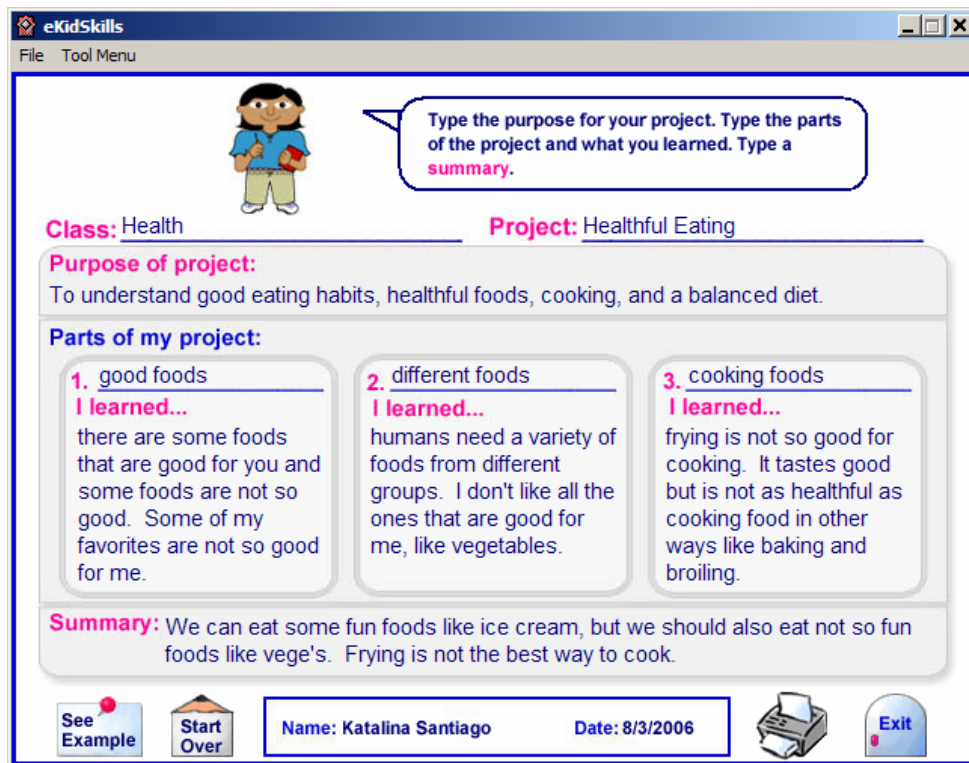 eKidSkills
File Tool Menu
Type the purpose for your project. Type the parts
of the project and what you learned. Type a
summary.
Class: Health
Project: Healthful Eating
Purpose of project:
To understand good eating habits, healthful foods, cooking, and a balanced diet.
Parts of my project:
1. good foods
I learned...
there are some foods
that are good for you and
some foods are not so
good. Some of my
favorites are not so good
for me.
2. different foods
I learned...
humans need a variety of
foods from different
groups. I don't like all the
ones that are good for
me, like vegetables.
3. cooking foods
I learned...
frying is not so good for
cooking. It tastes good
but is not as healthful as
cooking food in other
ways like baking and
broiling.
Summary: We can eat some fun foods like ice cream, but we should also eat not so fun
foods like vege's. Frying is not the best way to cook.
See
Example
Start
Over
Name: Katalina Santiago
Date: 8/3/2006
Exit